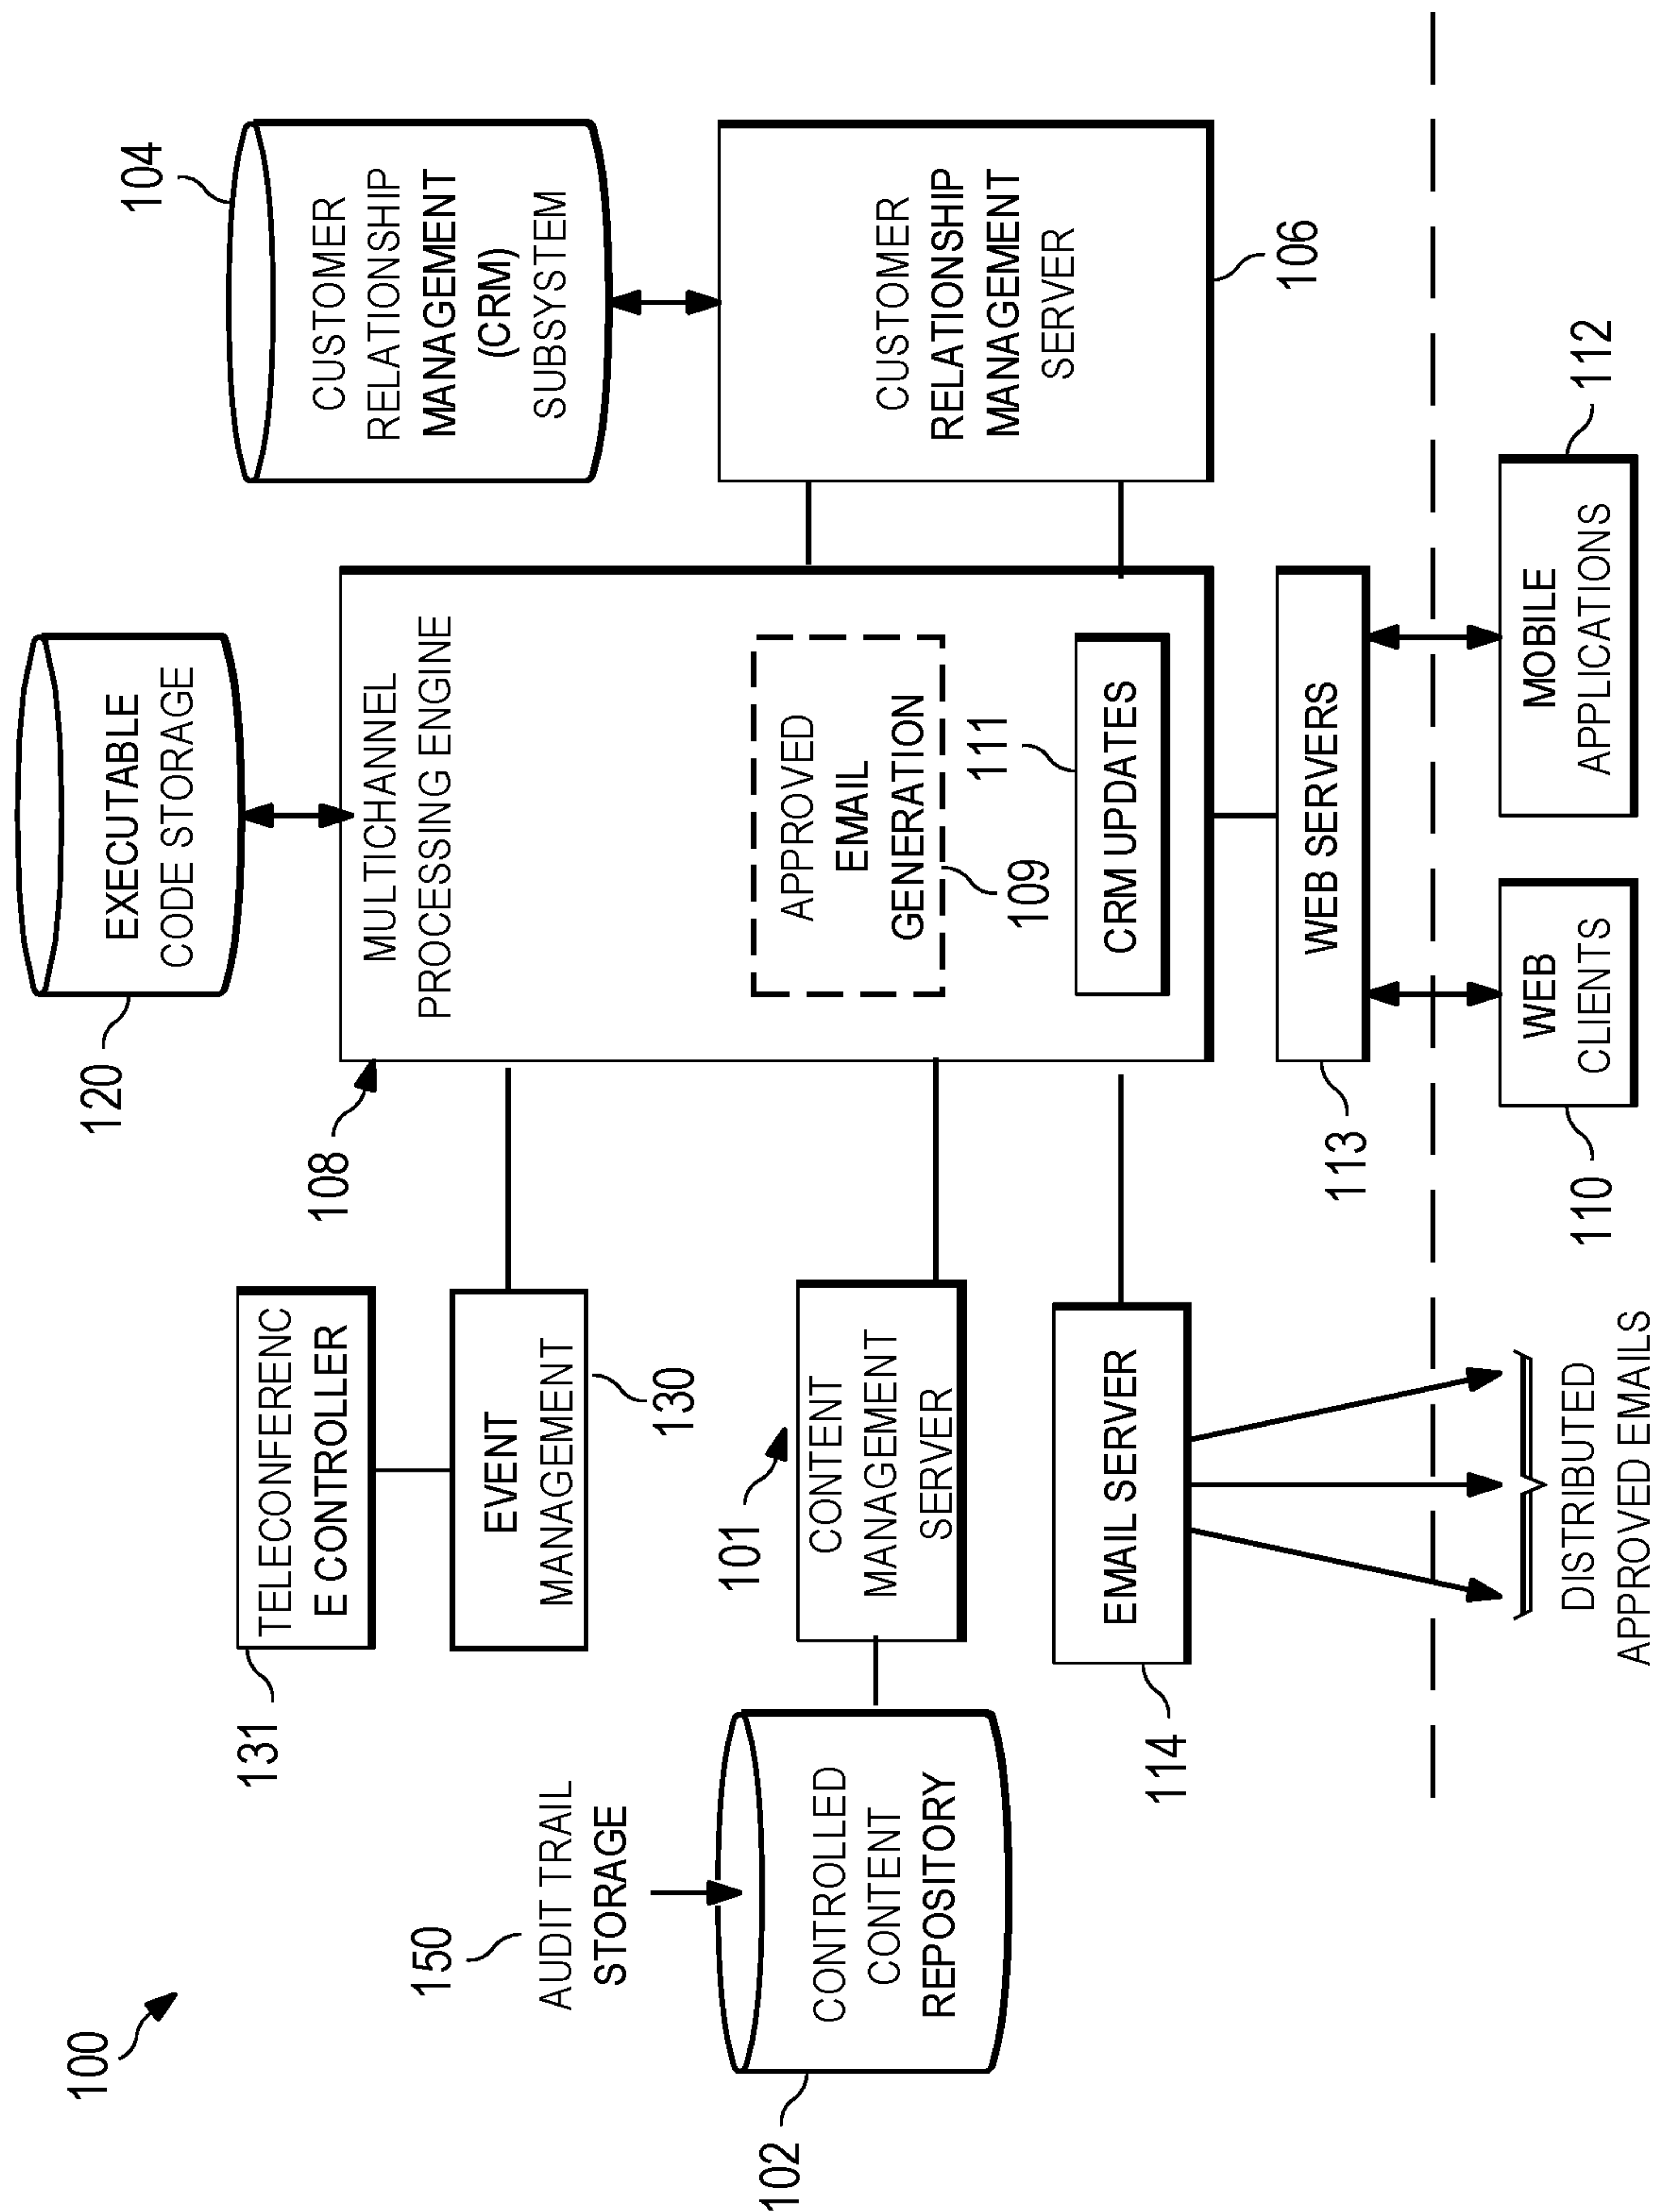 100
120
EXECUTABLE
CODE STORAGE
104
CUSTOMER
RELATIONSHIP
MANAGEMENT
(CRM)
SUBSYSTEM
131
TELECONFERENC
E CONTROLLER
EVENT
MANAGEMENT
130
108
MULTICHANNEL
PROCESSING ENGINE
150
AUDIT TRAIL
STORAGE
102
CONTROLLED
CONTENT
REPOSITORY
101
CONTENT
MANAGEMENT
SERVER
APPROVED
EMAIL
GENERATION
109
111
CRM UPDATES
CUSTOMER
RELATIONSHIP
MANAGEMENT
SERVER
106
114
EMAIL SERVER
113
WEB SERVERS
DISTRIBUTED
APPROVED EMAILS
110
WEB
CLIENTS
MOBILE
APPLICATIONS
112